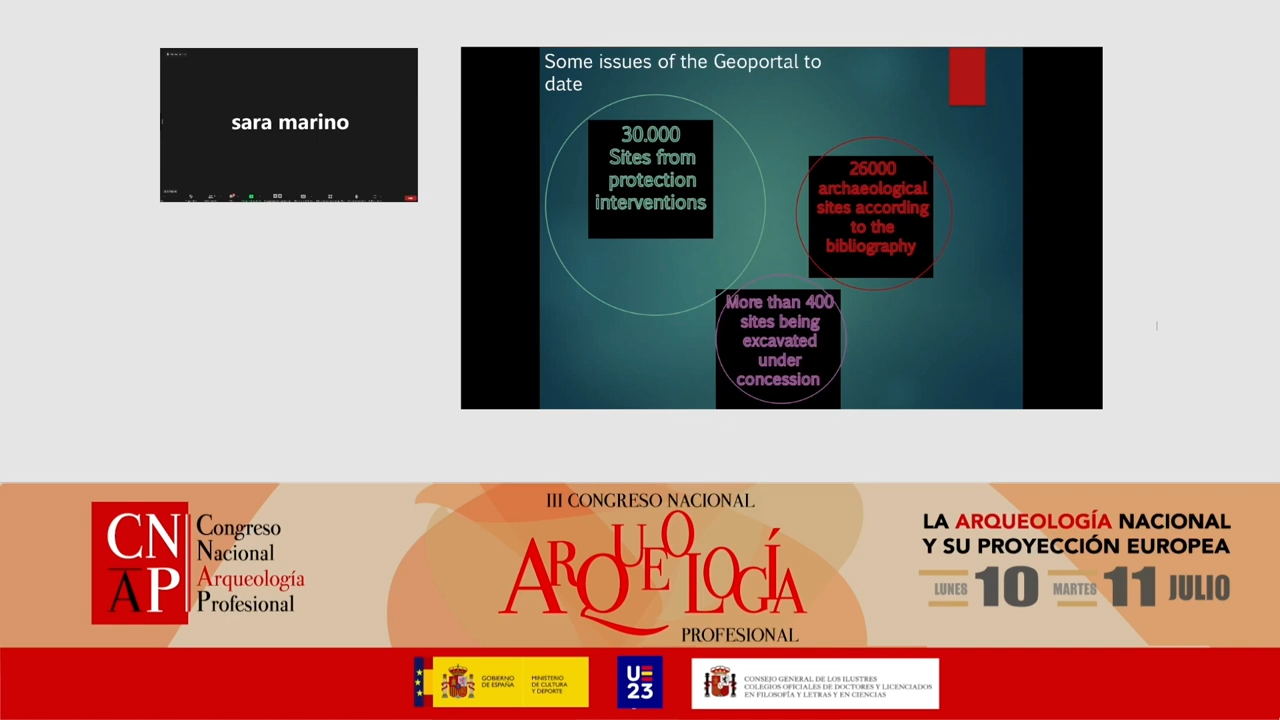 sara marino
Some issues of the Geoportal to
date
30.000
Sites from
protection
interventions
26000
archaeological
sites according
to the
bibliography
More than 400
sites being
excavated
under
concession
CN
AP
Congreso
Nacional
Arqueología
Profesional
III CONGRESO NACIONAL
ARQUEOLOGÍA
PROFESIONAL
LA ARQUEOLOGÍA NACIONAL
Y SU PROYECCIÓN EUROPEA
LUNES 10 MARTES 11 JULIO
GOBIERNO
DE ESPAÑA
MINISTERIO
DE CULTURA
Y DEPORTE
UE
23
CONSEJO GENERAL DE LOS ILUSTRES
COLEGIOS OFICIALES DE DOCTORES Y LICENCIADOS
EN FILOSOFÍA Y LETRAS Y EN CIENCIAS